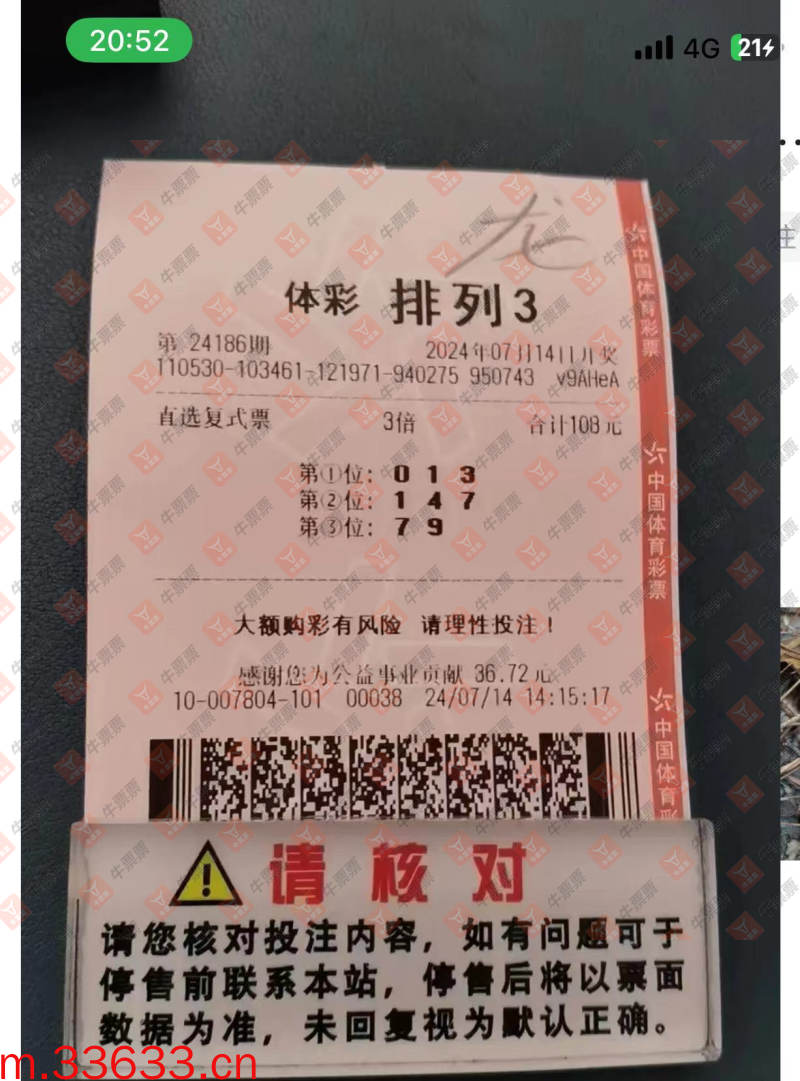 20:52
4G 21
龙
体彩 排列3
第 24186期 2024年07月14日开奖
110530-103461-121971-940275 950743 v9AHeA
直选复式票 3倍 合计108元
第①位: 0 1 3
第②位: 1 4 7
第③位: 7 9
大额购彩有风险 请理性投注!
感谢您为公益事业贡献 36.72元
10-007804-101 00038 24/07/14 14:15:17
中国体育彩票
中国体育彩票
中国体育彩
请核对
请您核对投注内容，如有问题可于
停售前联系本站，停售后将以票面
数据为准，未回复视为默认正确。
牛票票
m.33633.cn
注